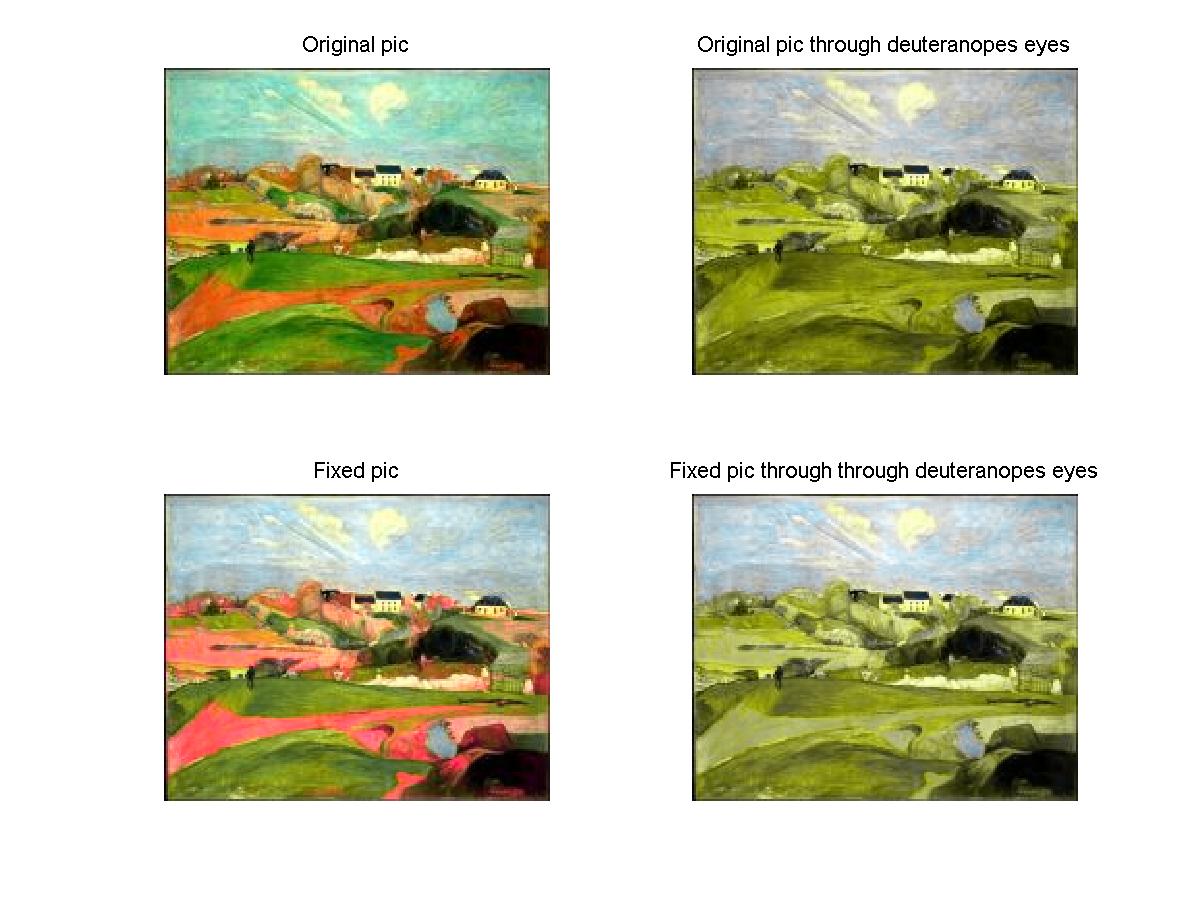 Original pic
Original pic through deuteranopes eyes
Fixed pic
Fixed pic through through deuteranopes eyes